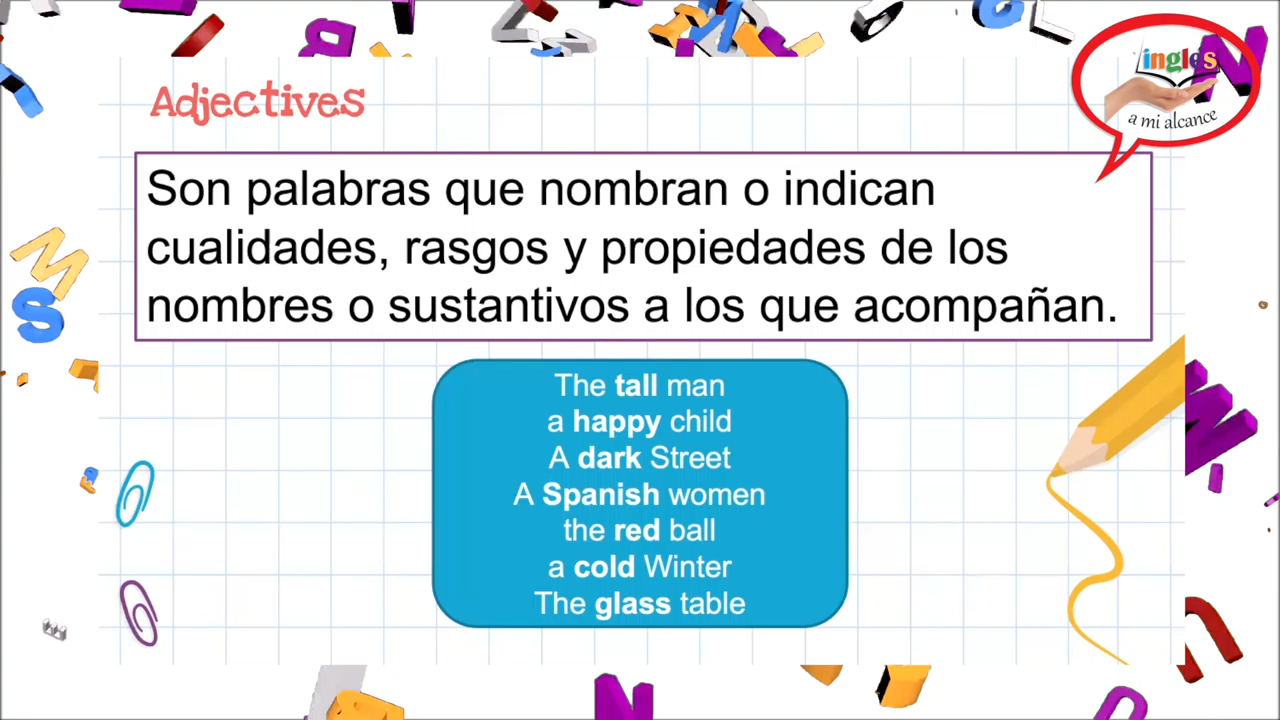 Adjectives
inglés
a mi alcance
Son palabras que nombran o indican
cualidades, rasgos y propiedades de los
nombres o sustantivos a los que acompañan.
The tall man
a happy child
A dark Street
A Spanish women
the red ball
a cold Winter
The glass table